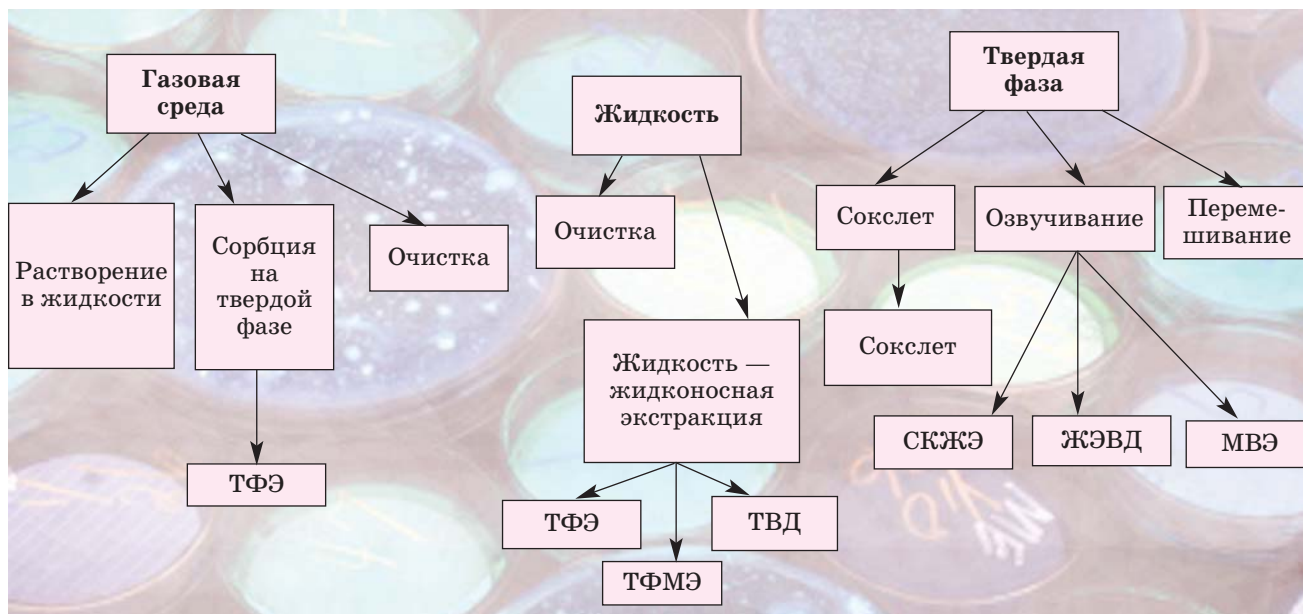 Газовая
среда
Растворение
в жидкости
Сорбция
на
твердой
фазе
Очистка
ТФЭ
Жидкость
Очистка
Жидкость —
жидконосная
экстракция
ТФЭ
ТВД
ТФМЭ
Твердая
фаза
Сокслет
Озвучивание
Переме-
шивание
Сокслет
СКЖЭ
ЖЭВД
МВЭ